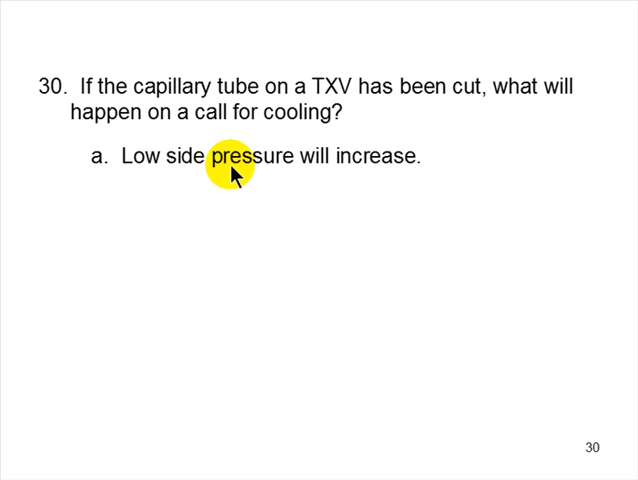 30. If the capillary tube on a TXV has been cut, what will
happen on a call for cooling?
a. Low side pressure will increase.
30